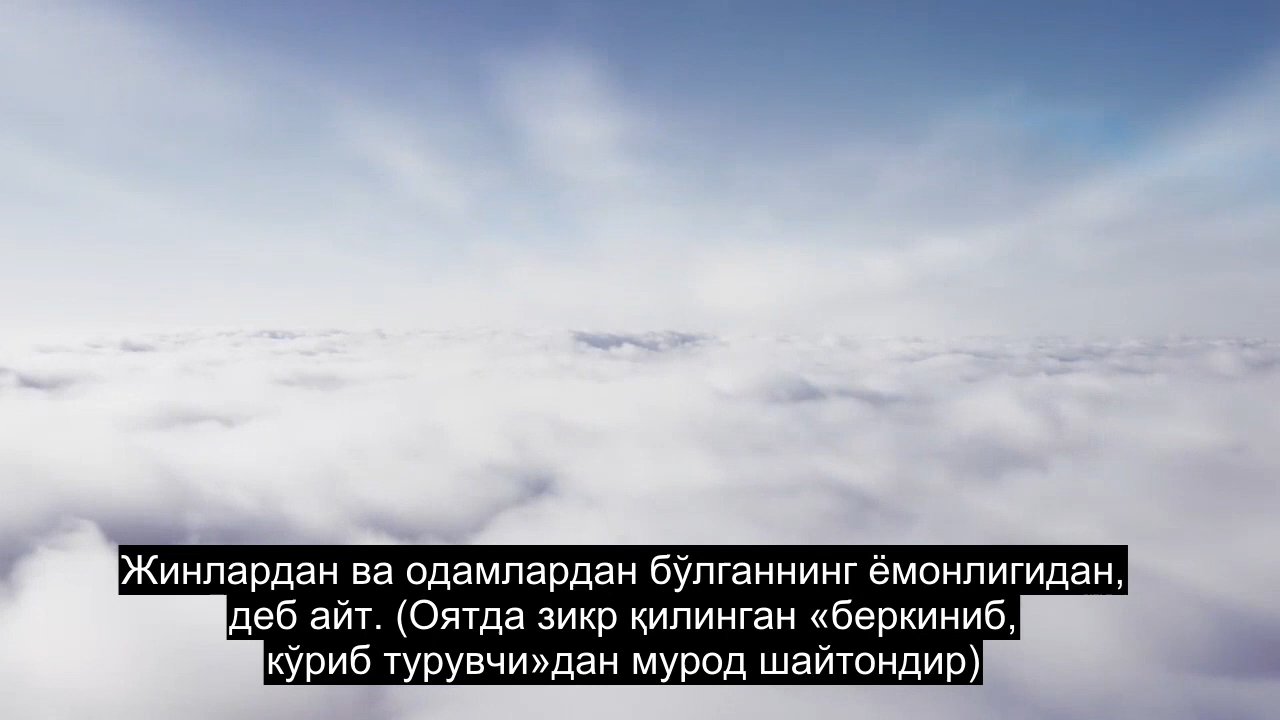 Жинлардан ва одамлардан бўлганнинг ёмонлигидан,
деб айт. (Оятда зикр қилинган «беркиниб,
кўриб турувчи»дан мурод шайтондир)